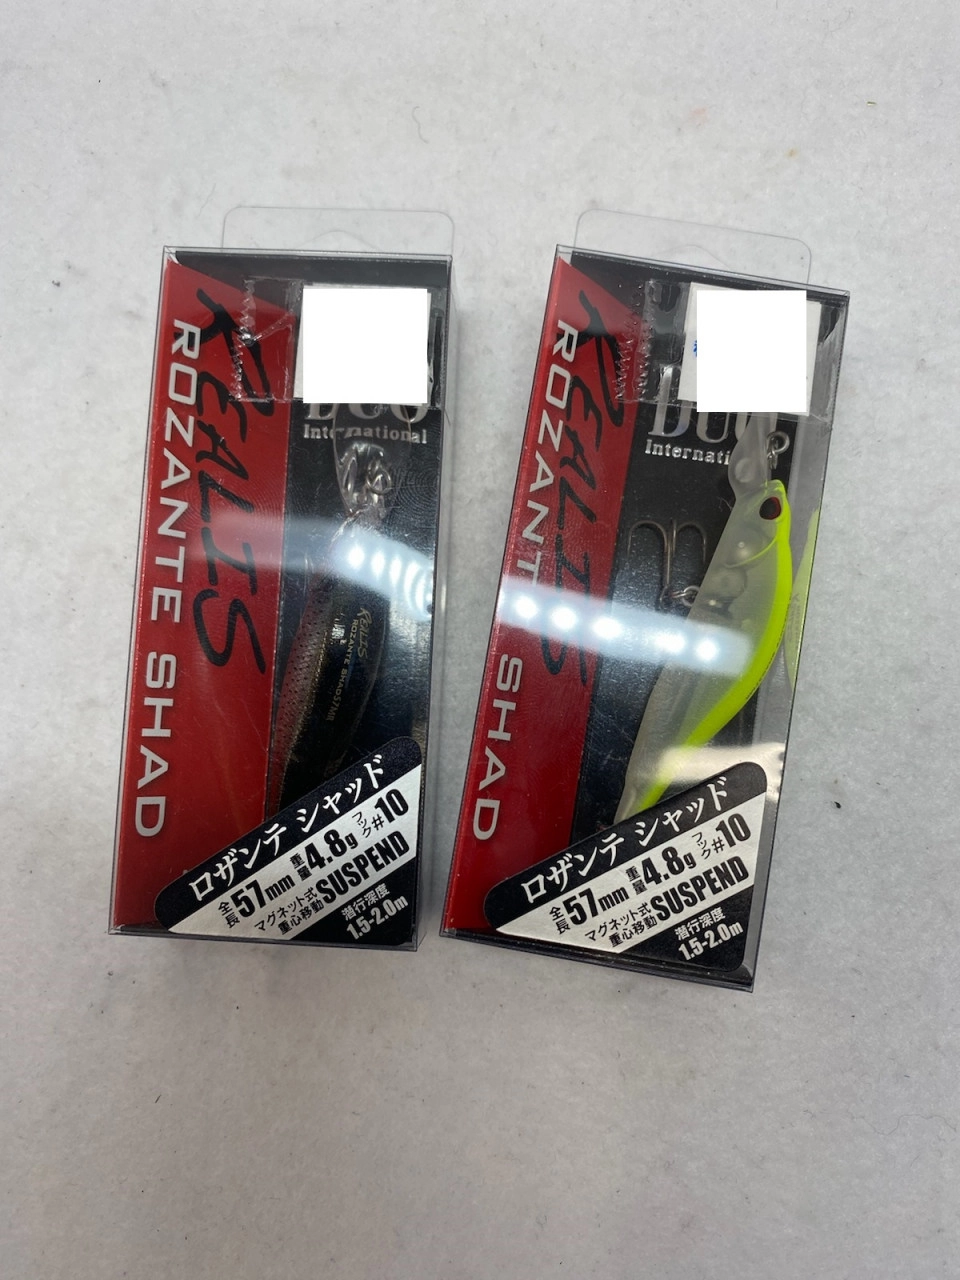 REALIS
ROZANTE SHAD
DUO
International
REALIS
ROZANTE SHAD57MR
ロザンテ シャッド
全長57mm 重量4.8g フック#10
マグネット式重心移動 SUSPEND
潜行深度
1.5-2.0m
REALIS
ROZANTE SHAD
DUO
Internati
ロザンテ シャッド
全長57mm 重量4.8g フック#10
マグネット式重心移動 SUSPEND
潜行深度
1.5-2.0m